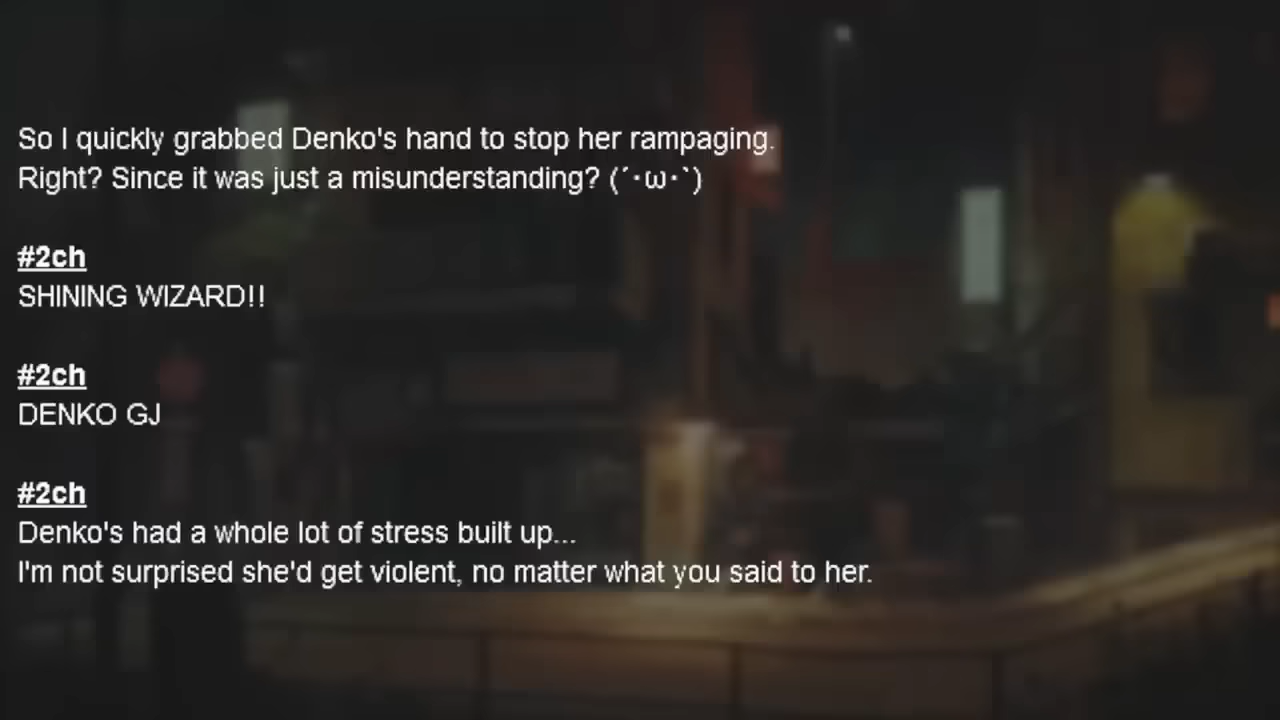 So I quickly grabbed Denko's hand to stop her rampaging.
Right? Since it was just a misunderstanding? (´･ω･`)
#2ch
SHINING WIZARD!!
#2ch
DENKO GJ
#2ch
Denko's had a whole lot of stress built up...
I'm not surprised she'd get violent, no matter what you said to her.